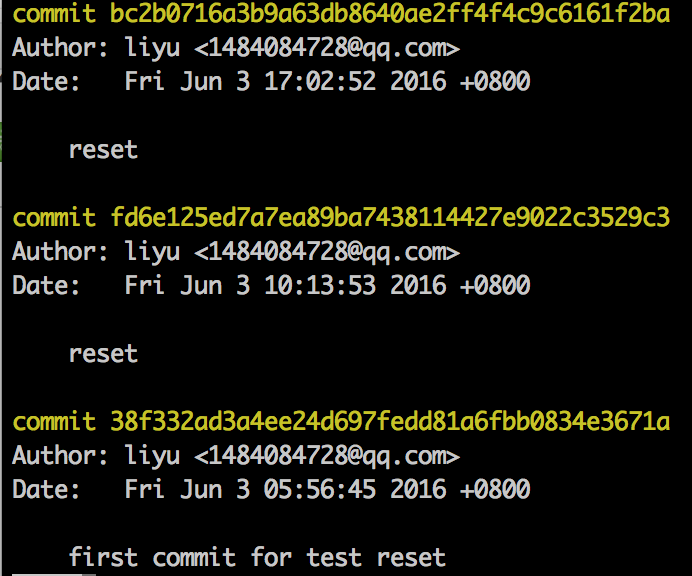 commit bc2b0716a3b9a63db8640ae2ff4f4c9c6161f2ba
Author: liyu <1484084728@qq.com>
Date:   Fri Jun 3 17:02:52 2016 +0800
reset
commit fd6e125ed7a7ea89ba7438114427e9022c3529c3
Author: liyu <1484084728@qq.com>
Date:   Fri Jun 3 10:13:53 2016 +0800
reset
commit 38f332ad3a4ee24d697fedd81a6fbb0834e3671a
Author: liyu <1484084728@qq.com>
Date:   Fri Jun 3 05:56:45 2016 +0800
first commit for test reset